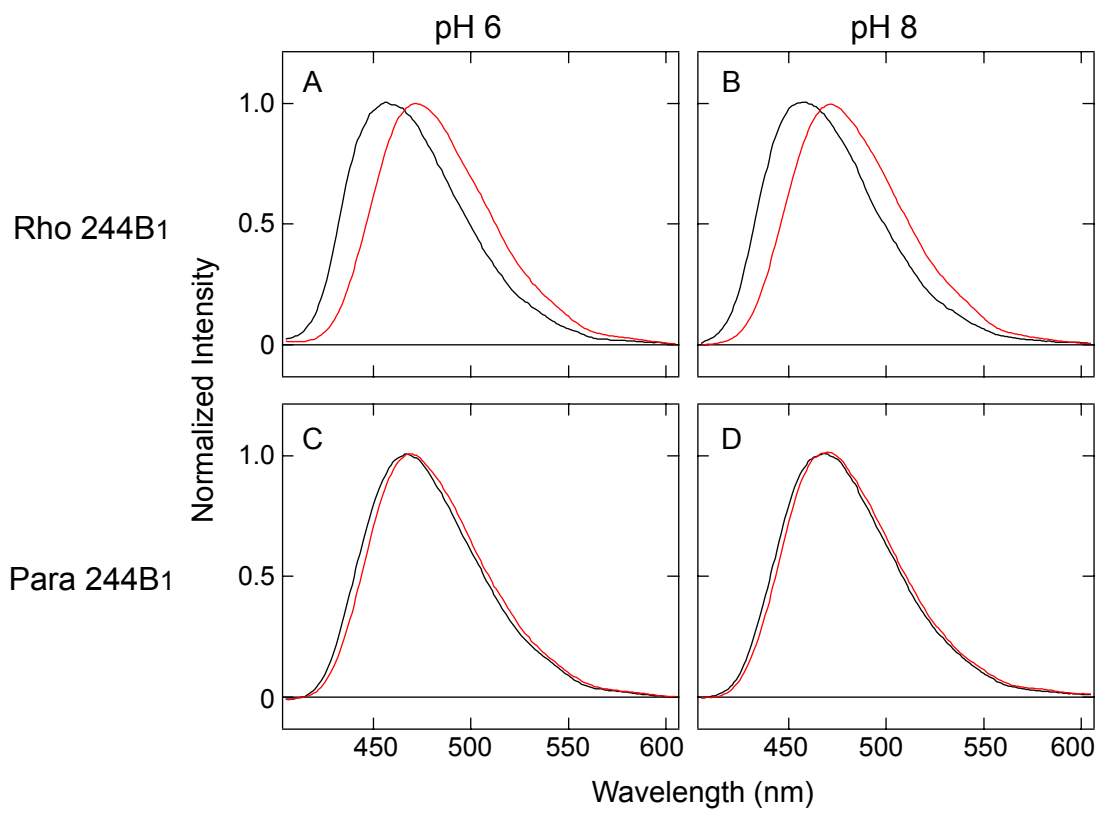 pH 6
pH 8
A
B
1.0
0.5
0
Rho 244B1
Normalized Intensity
C
D
1.0
0.5
0
Para 244B1
450
500
550
600
450
500
550
600
Wavelength (nm)